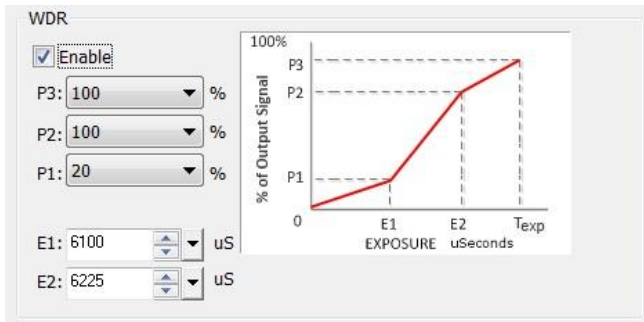 WDR
Enable
P3: 100 %
P2: 100 %
P1: 20 %
E1: 6100 uS
E2: 6225 uS
100%
P3
P2
P1
0
E1 E2 Texp
EXPOSURE uSeconds
% of Output Signal